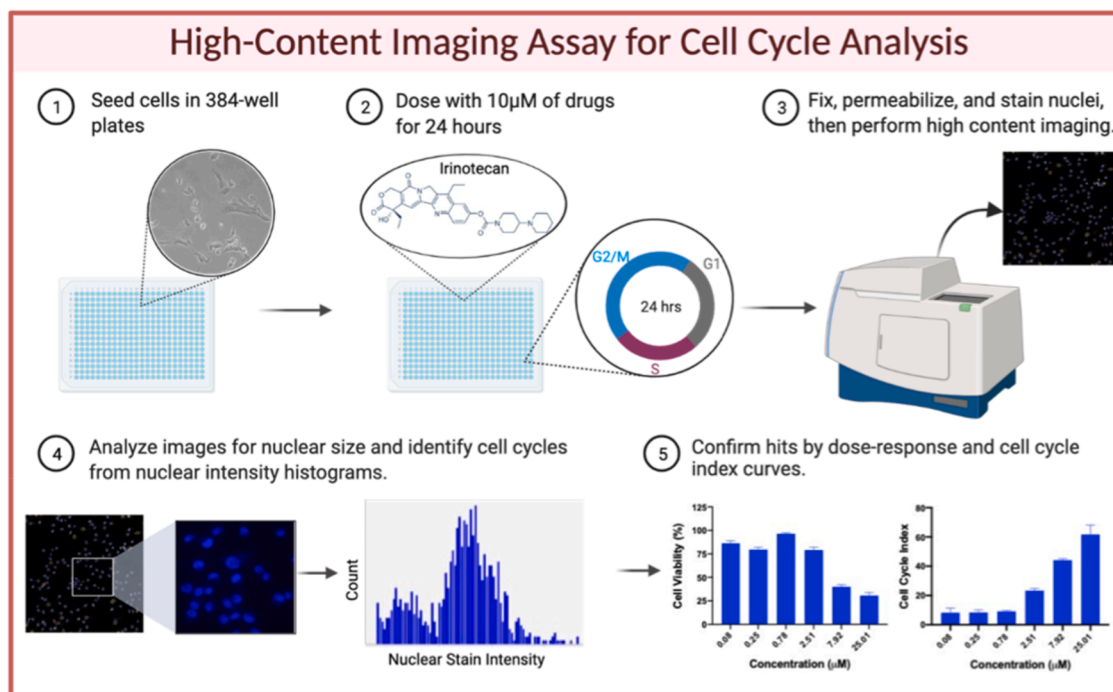 High-Content Imaging Assay for Cell Cycle Analysis
1
Seed cells in 384-well
plates
2
Dose with 10µM of drugs
for 24 hours
Irinotecan
O
O
N
O
N
O
HO
O
N
N
G2/M
G1
24 hrs
S
3
Fix, permeabilize, and stain nuclei,
then perform high content imaging.
4
Analyze images for nuclear size and identify cell cycles
from nuclear intensity histograms.
Count
Nuclear Stain Intensity
5
Confirm hits by dose-response and cell cycle
index curves.
Cell Viability (%)
125
100
75
50
25
0
0.08
0.25
0.78
2.51
7.92
25.01
Concentration (µM)
Cell Cycle Index
80
60
40
20
0
0.08
0.25
0.78
2.51
7.92
25.01
Concentration (µM)